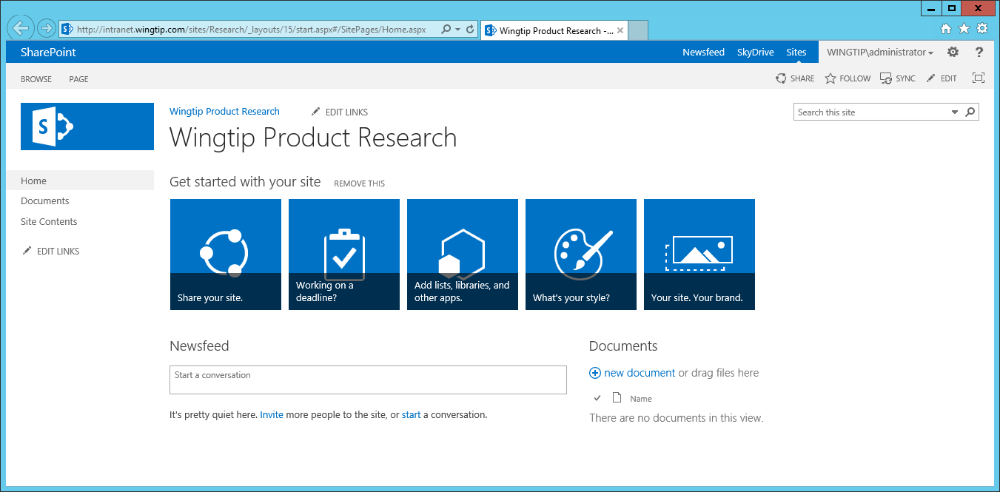 http://intranet.wingtip.com/sites/Research/_layouts/15/start.aspx#/SitePages/Home.aspx
Wingtip Product Research -...
SharePoint
Newsfeed SkyDrive Sites WINGTIP\administrator ?
BROWSE PAGE
SHARE FOLLOW SYNC EDIT
S
Wingtip Product Research EDIT LINKS
Search this site
Wingtip Product Research
Home
Documents
Site Contents
EDIT LINKS
Get started with your site REMOVE THIS
Share your site.
Working on a
deadline?
Add lists, libraries, and
other apps.
What's your style?
Your site. Your brand.
Newsfeed
Start a conversation
It's pretty quiet here. Invite more people to the site, or start a conversation.
Documents
new document or drag files here
Name
There are no documents in this view.